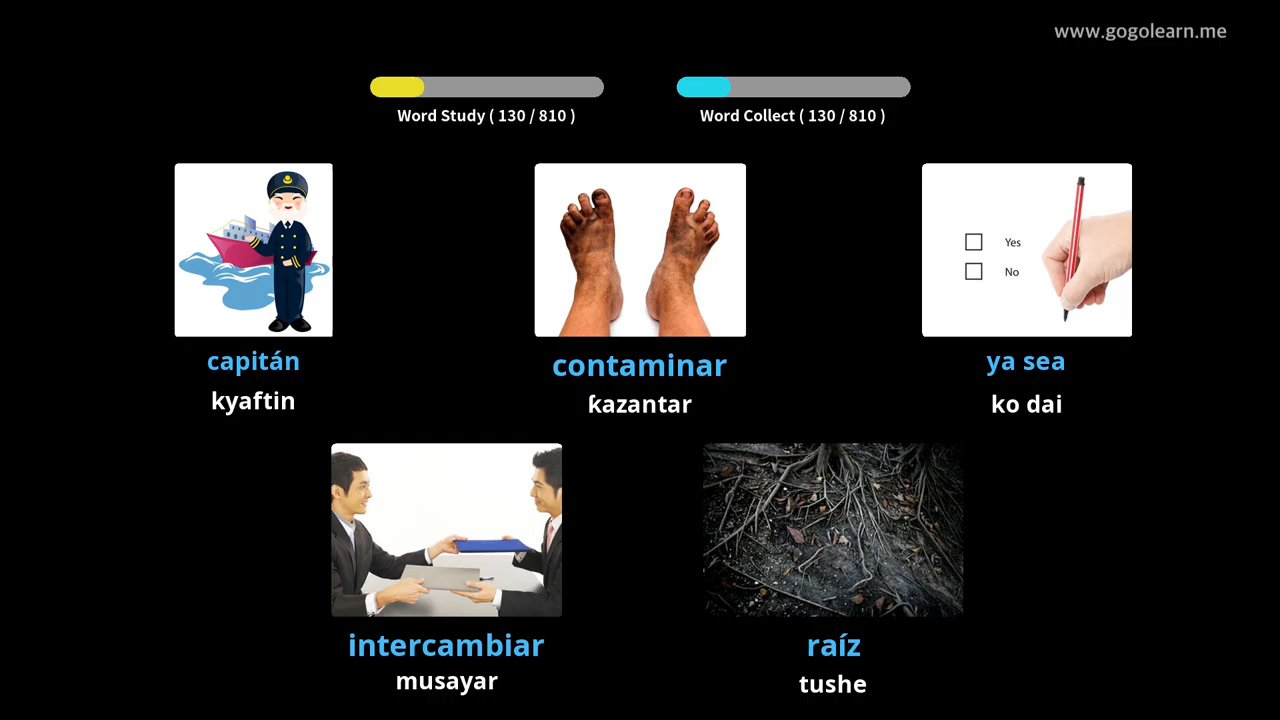 www.gogolearn.me
Word Study ( 130 / 810 )
Word Collect ( 130 / 810 )
Yes
No
capitán
kyaftin
contaminar
ƙazantar
ya sea
ko dai
intercambiar
musayar
raíz
tushe